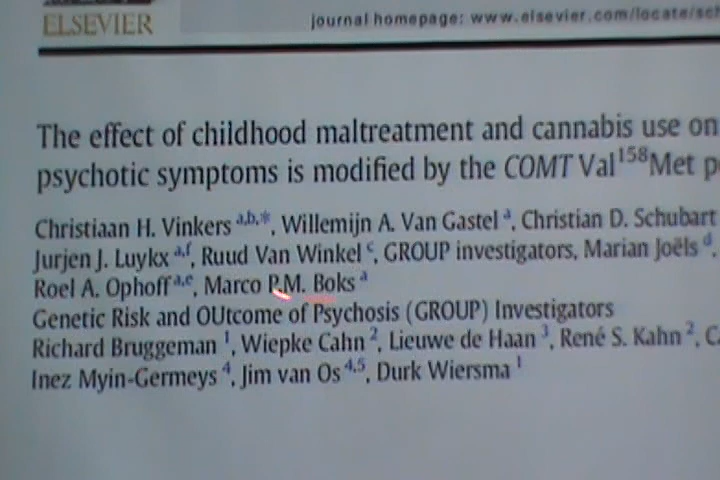 ELSEVIER
journal homepage: www.elsevier.com/locate/sch
The effect of childhood maltreatment and cannabis use on
psychotic symptoms is modified by the COMT Val158Met p
Christiaan H. Vinkers a,b,*, Willemijn A. Van Gastel a, Christian D. Schubart
Jurjen J. Luykx a,f, Ruud Van Winkel c, GROUP investigators, Marian Joëls d,
Roel A. Ophoff a,e, Marco P.M. Boks a
Genetic Risk and OUtcome of Psychosis (GROUP) Investigators
Richard Bruggeman 1, Wiepke Cahn 2, Lieuwe de Haan 3, René S. Kahn 2, C
Inez Myin-Germeys 4, Jim van Os 4,5, Durk Wiersma 1